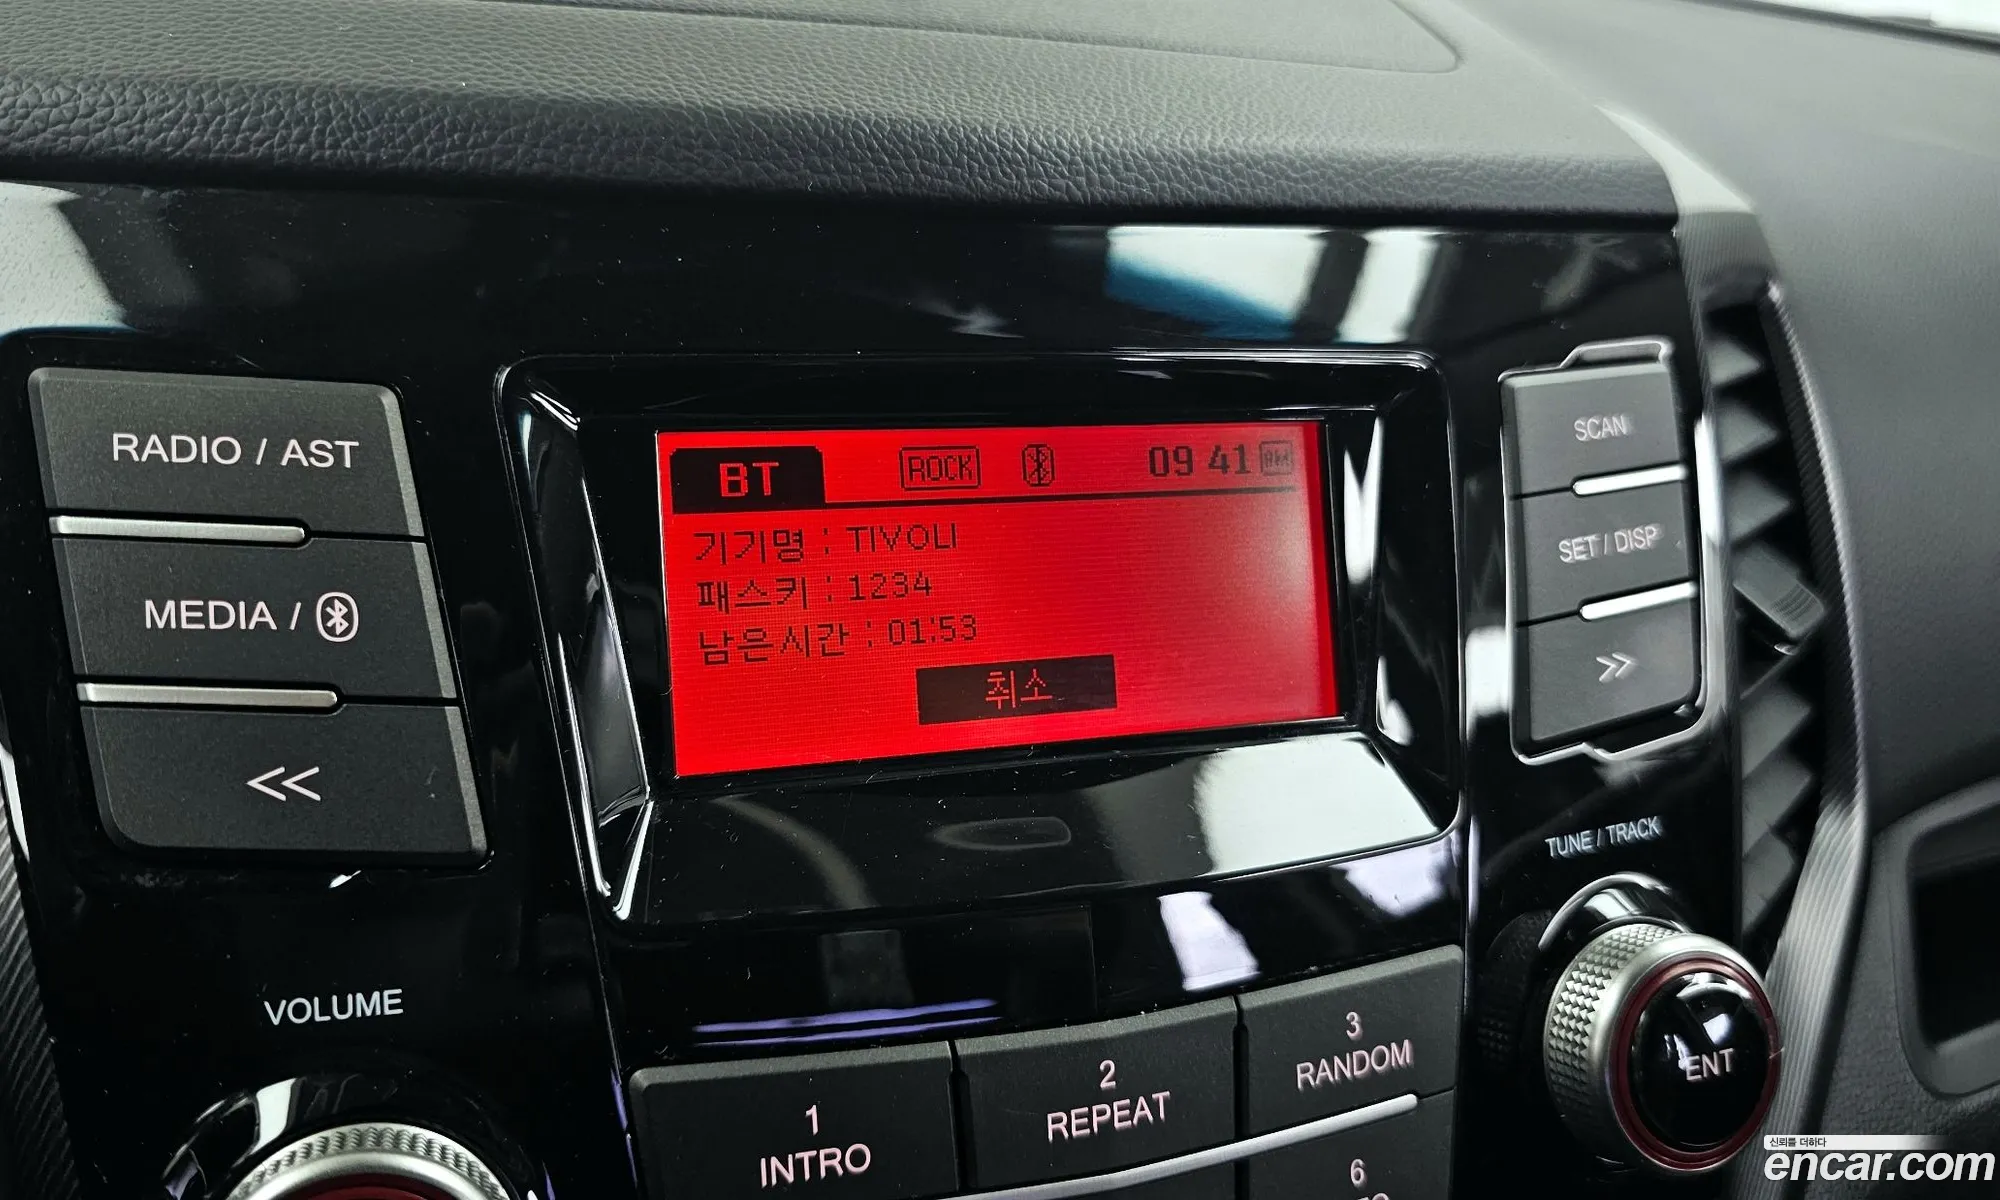 RADIO / AST
MEDIA /
<<
VOLUME
BT ROCK 09 41 AM
기기명 : TIVOLI
패스키 : 1234
남은시간 : 01:53
취소
SCAN
SET / DISP
>>
TUNE / TRACK
ENT
1
INTRO
2
REPEAT
3
RANDOM
6
신뢰를 더하다
encar.com